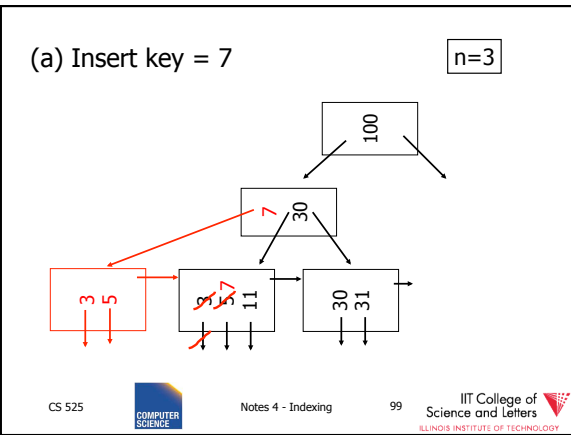 (a) Insert key = 7
n=3
100
7
30
3
5
3
5
7
11
30
31
CS 525
COMPUTER
SCIENCE
Notes 4 - Indexing
99
IIT College of
Science and Letters
ILLINOIS INSTITUTE OF TECHNOLOGY